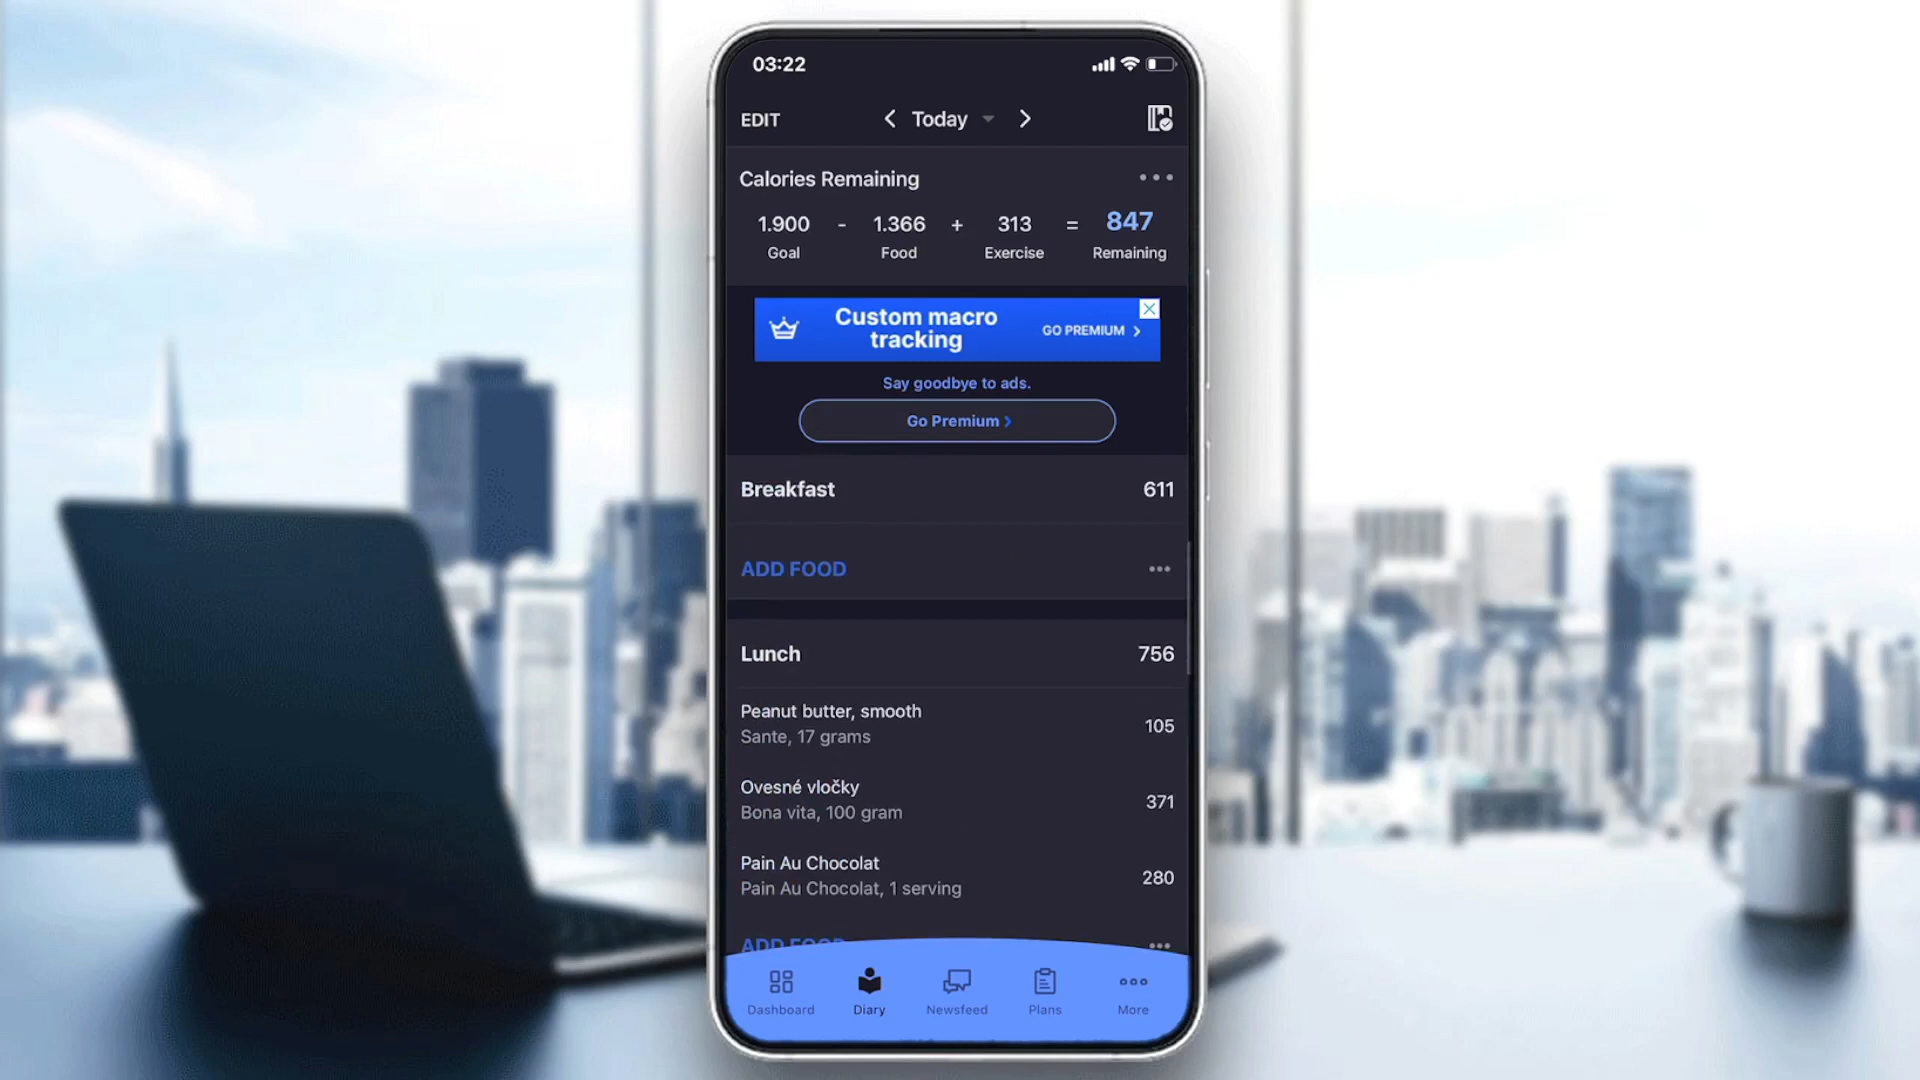 03:22
EDIT
Today
Calories Remaining
1.900 - 1.366 + 313 = 847
Goal Food Exercise Remaining
Custom macro
tracking
GO PREMIUM
Say goodbye to ads.
Go Premium
Breakfast 611
ADD FOOD
Lunch 756
Peanut butter, smooth
Sante, 17 grams
105
Ovesné vločky
Bona vita, 100 gram
371
Pain Au Chocolat
Pain Au Chocolat, 1 serving
280
ADD FOOD
Dashboard Diary Newsfeed Plans More